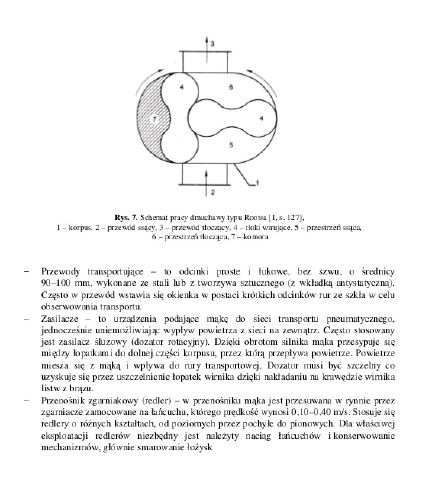 3
4
6
7
4
5
1
2
Rys. 7. Schemat pracy dmuchawy typu Rootsa [1, s. 127],
1 – korpus, 2 – przewód ssący, 3 – przewód tłoczący, 4 – tłoki wirujące, 5 – przestrzeń ssąca,
6 – przestrzeń tłocząca, 7 – komora
– Przewody transportujące – to odcinki proste i łukowe, bez szwu, o średnicy
90–100 mm, wykonane ze stali lub z tworzywa sztucznego (z wkładką antystatyczną).
Często w przewód wstawia się okienka w postaci krótkich odcinków rur ze szkła w celu
obserwowania transportu.
– Zasilacze – to urządzenia podające mąkę do sieci transportu pneumatycznego,
jednocześnie uniemożliwiając wypływ powietrza z sieci na zewnątrz. Często stosowany
jest zasilacz śluzowy (dozator rotacyjny). Dzięki obrotom silnika mąka przesypuje się
między łopatkami do dolnej części korpusu, przez którą przepływa powietrze. Powietrze
miesza się z mąką i wpływa do rury transportowej. Dozator musi być szczelny co
uzyskuje się przez uszczelnienie łopatek wirnika dzięki nakładaniu na krawędzie wirnika
listw z brązu.
– Przenośnik zgarniakowy (redler) – w przenośniku mąka jest przesuwana w rynnie przez
zgarniacze zamocowane na łańcuchu, którego prędkość wynosi 0,10–0,40 m/s. Stosuje się
redlery o różnych kształtach, od poziomych przez pochyłe do pionowych. Dla właściwej
eksploatacji redlerów niezbędny jest należyty naciąg łańcuchów i konserwowanie
mechanizmów, głównie smarowanie łożysk